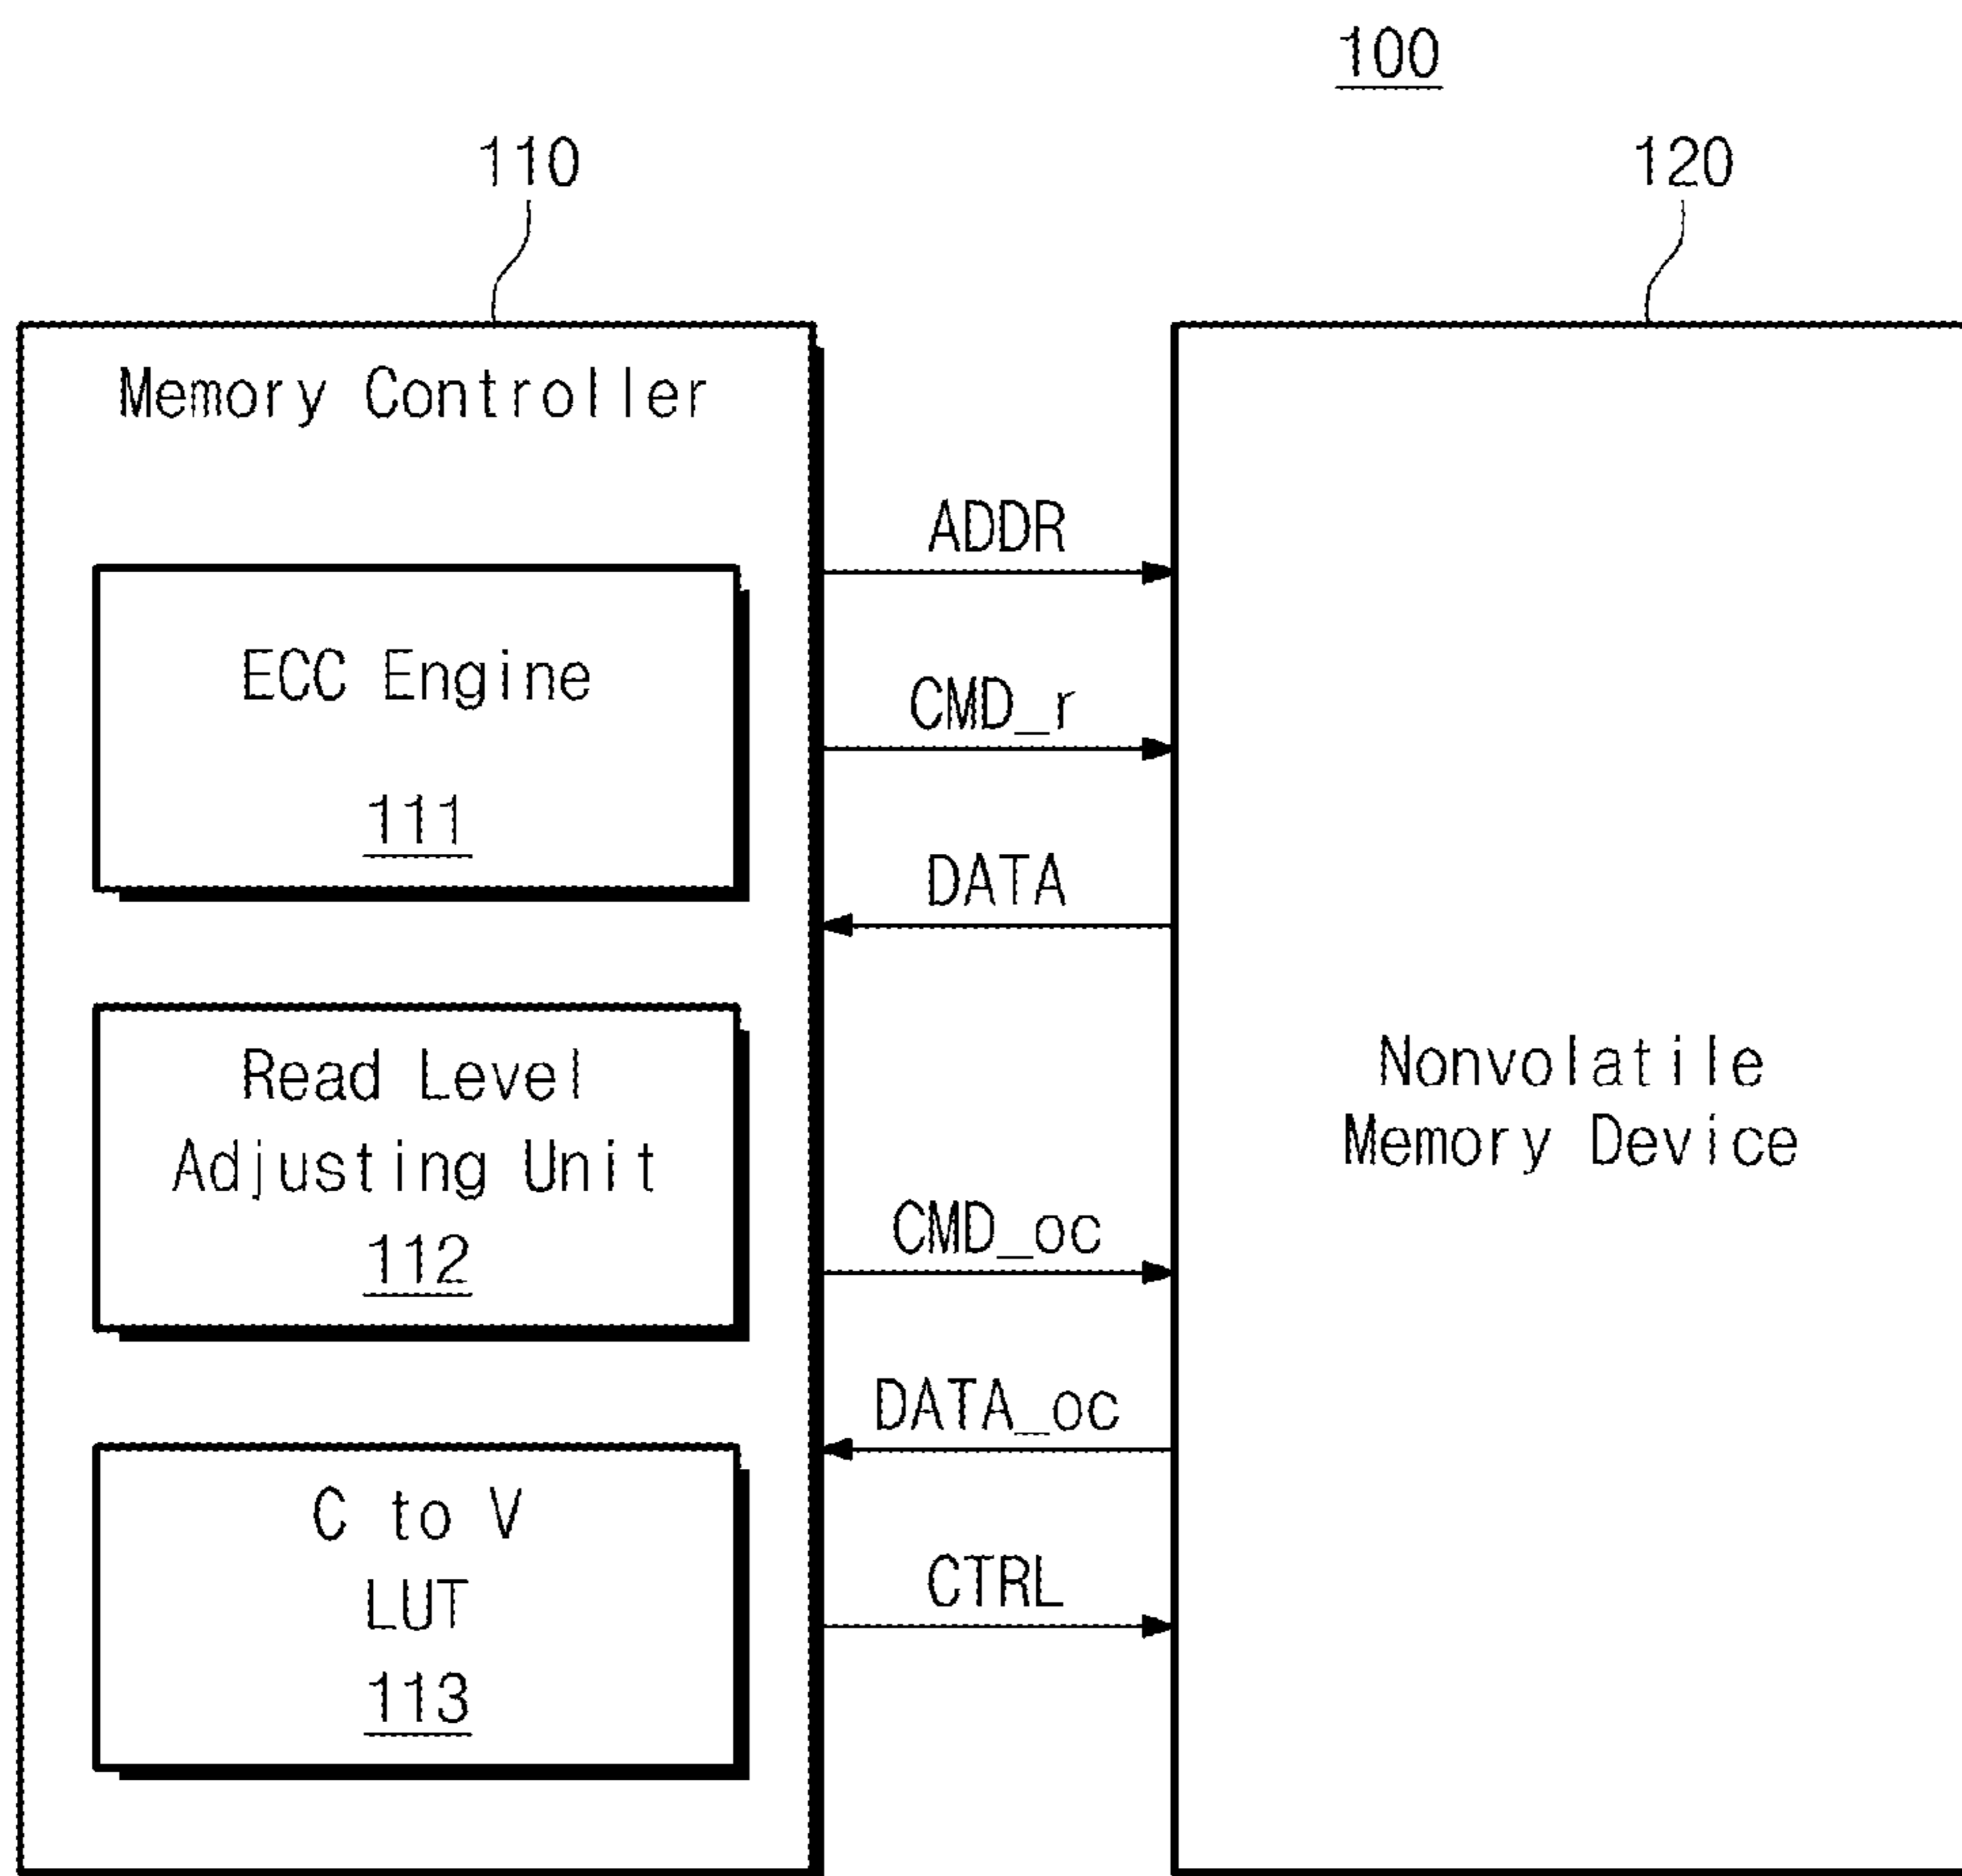 100
110
120
Memory Controller
ECC Engine
111
Read Level
Adjusting Unit
112
C to V
LUT
113
ADDR
CMD_r
DATA
CMD_oc
DATA_oc
CTRL
Nonvolatile
Memory Device